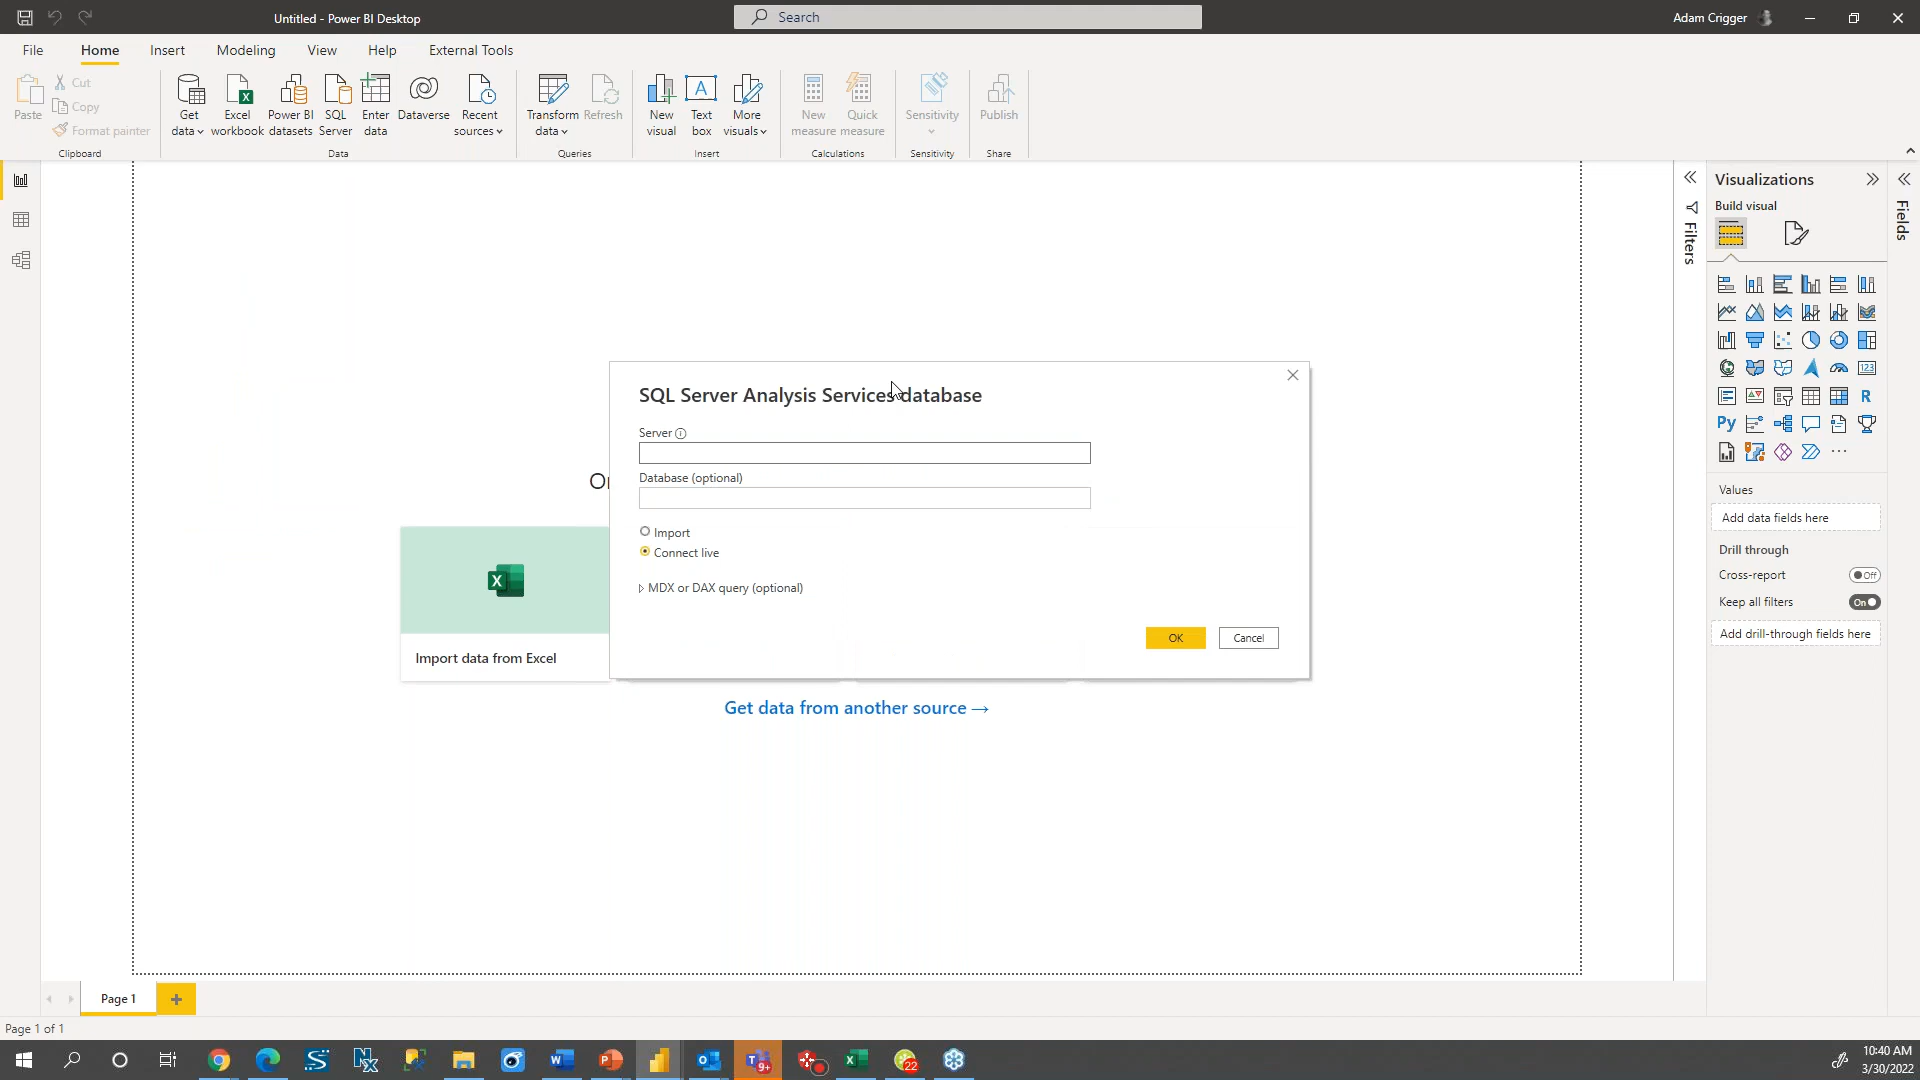 Untitled - Power BI Desktop
Search
Adam Crigger
File Home Insert Modeling View Help External Tools
Paste
Cut
Copy
Format painter
Clipboard
Get data
Excel workbook
Power BI datasets
SQL Server
Enter data
Dataverse
Recent sources
Data
Transform data
Refresh
Queries
New visual
Text box
More visuals
Insert
New measure
Quick measure
Calculations
Sensitivity
Sensitivity
Publish
Share
Filters
Visualizations
Build visual
Fields
123
R
Py
Values
Add data fields here
Drill through
Cross-report
Off
Keep all filters
On
Add drill-through fields here
SQL Server Analysis Services database
Server
Database (optional)
Import
Connect live
MDX or DAX query (optional)
OK
Cancel
Import data from Excel
Get data from another source →
Page 1
Page 1 of 1
9+
22
10:40 AM
3/30/2022